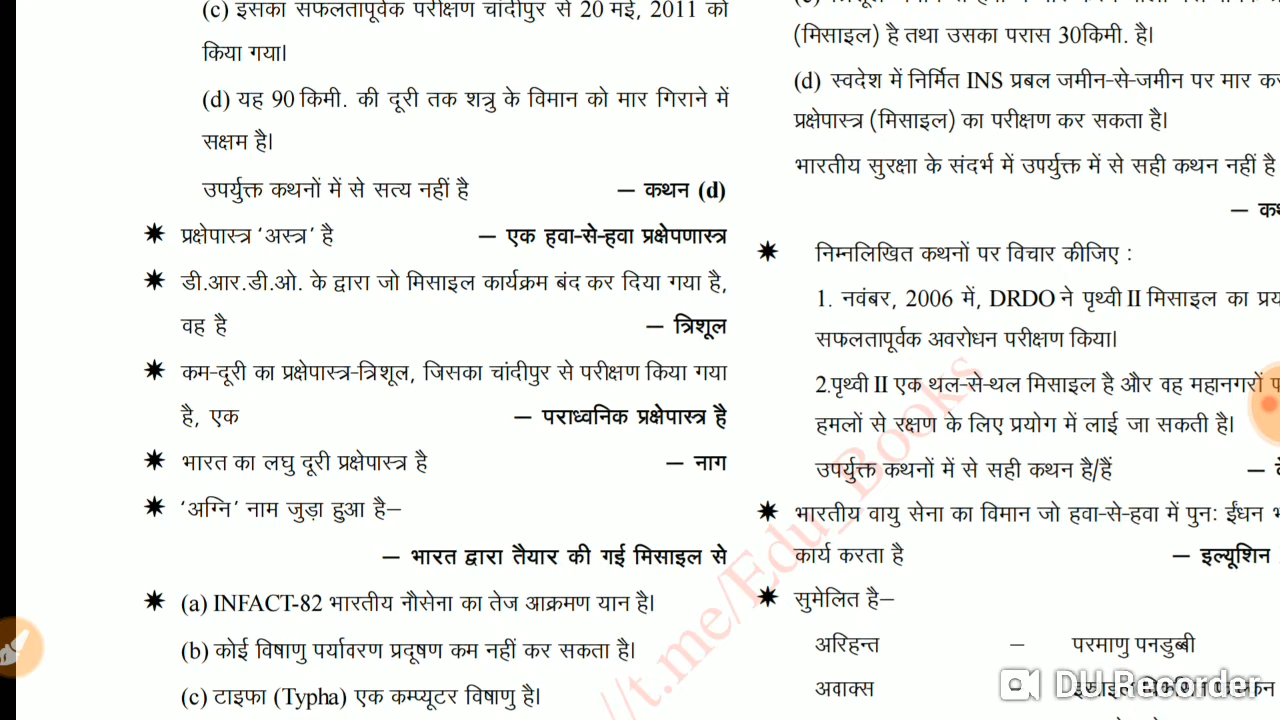 (c) इसका सफलतापूर्वक परीक्षण चांदीपुर से 20 मई, 2011 को
किया गया।
(d) यह 90 किमी. की दूरी तक शत्रु के विमान को मार गिराने में
सक्षम है।
उपर्युक्त कथनों में से सत्य नहीं है – कथन (d)
✷ प्रक्षेपास्त्र ‘अस्त्र’ है – एक हवा-से-हवा प्रक्षेपणास्त्र
✷ डी.आर.डी.ओ. के द्वारा जो मिसाइल कार्यक्रम बंद कर दिया गया है,
वह है – त्रिशूल
✷ कम-दूरी का प्रक्षेपास्त्र-त्रिशूल, जिसका चांदीपुर से परीक्षण किया गया
है, एक – पराध्वनिक प्रक्षेपास्त्र है
✷ भारत का लघु दूरी प्रक्षेपास्त्र है – नाग
✷ ‘अग्नि’ नाम जुड़ा हुआ है–
– भारत द्वारा तैयार की गई मिसाइल से
✷ (a) INFACT-82 भारतीय नौसेना का तेज आक्रमण यान है।
(b) कोई विषाणु पर्यावरण प्रदूषण कम नहीं कर सकता है।
(c) टाइफा (Typha) एक कम्प्यूटर विषाणु है।
(मिसाइल) है तथा उसका परास 30किमी. है।
(d) स्वदेश में निर्मित INS प्रबल जमीन-से-जमीन पर मार
प्रक्षेपास्त्र (मिसाइल) का परीक्षण कर सकता है।
भारतीय सुरक्षा के संदर्भ में उपर्युक्त में से सही कथन नहीं है
–
✷ निम्नलिखित कथनों पर विचार कीजिए :
1. नवंबर, 2006 में, DRDO ने पृथ्वी II मिसाइल का
सफलतापूर्वक अवरोधन परीक्षण किया।
2.पृथ्वी II एक थल-से-थल मिसाइल है और वह महानगरों
हमलों से रक्षण के लिए प्रयोग में लाई जा सकती है।
उपर्युक्त कथनों में से सही कथन है/हैं –
✷ भारतीय वायु सेना का विमान जो हवा-से-हवा में पुनः ईंधन
कार्य करता है – इल्यूशिन
✷ सुमेलित है–
अरिहन्त – परमाणु पनडुब्बी
अवाक्स –
//t.me/Edu_Books
DU Recorder